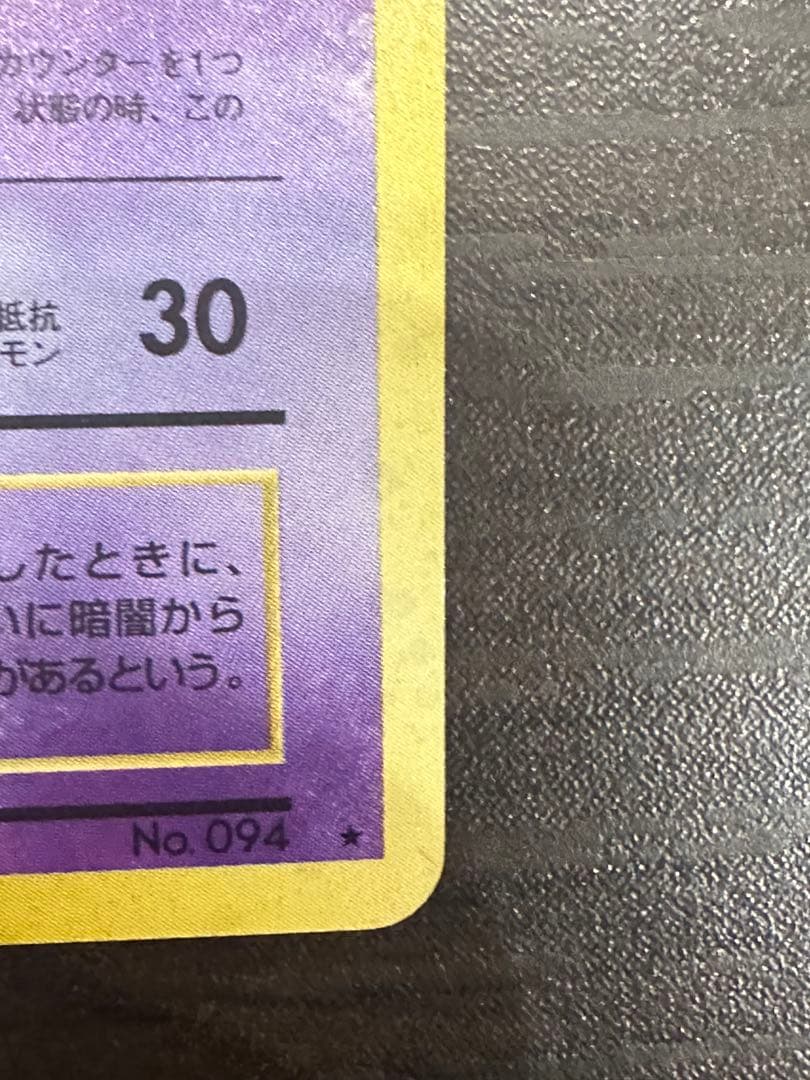 カウンターを1つ
状態の時、この
抵抗 30
モン
したときに、
いに暗闇から
があるという。
No. 094 ★